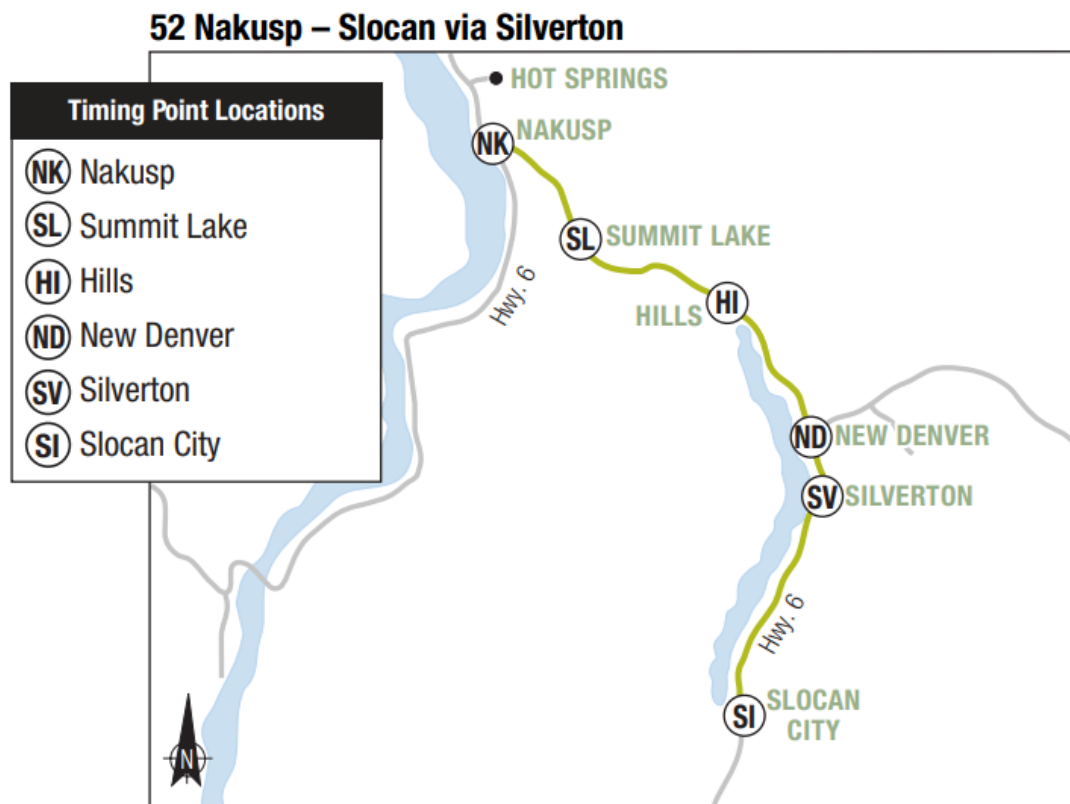 52 Nakusp – Slocan via Silverton
Timing Point Locations
NK Nakusp
SL Summit Lake
HI Hills
ND New Denver
SV Silverton
SI Slocan City
HOT SPRINGS
NK NAKUSP
SL SUMMIT LAKE
Hwy. 6
HI
HILLS
ND NEW DENVER
SV SILVERTON
Hwy. 6
SI SLOCAN
CITY
N